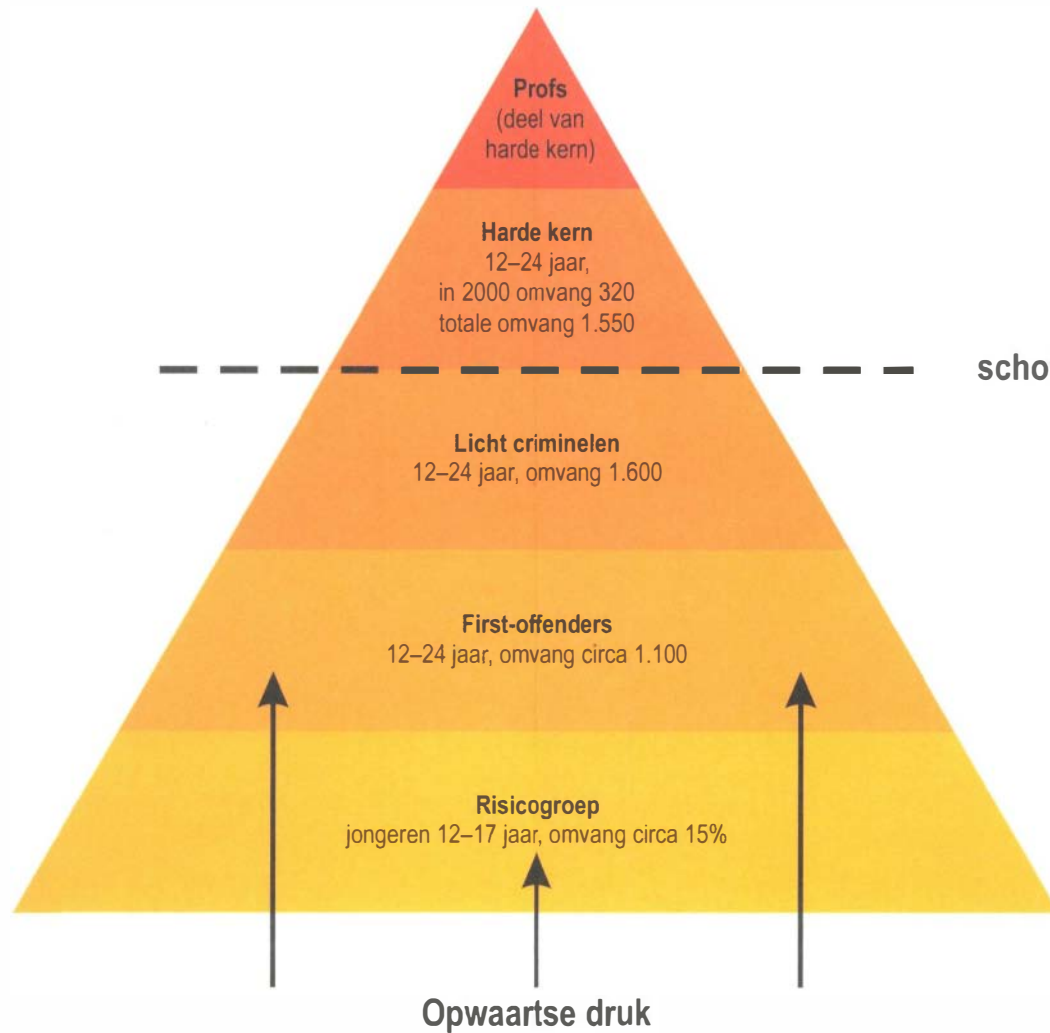 Profs
(deel van
harde kern)
Harde kern
12–24 jaar,
in 2000 omvang 320
totale omvang 1.550
scho
Licht criminelen
12–24 jaar, omvang 1.600
First-offenders
12–24 jaar, omvang circa 1.100
Risicogroep
jongeren 12–17 jaar, omvang circa 15%
Opwaartse druk